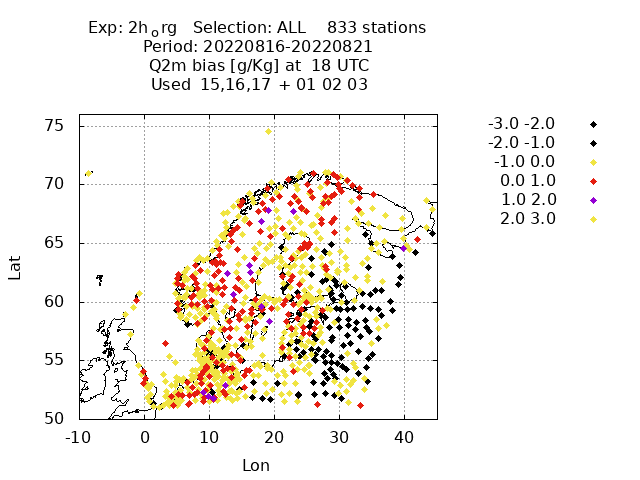 Exp: 2h_org   Selection: ALL    833 stations
Period: 20220816-20220821
Q2m bias [g/Kg] at  18 UTC
Used  15,16,17 + 01 02 03
-3.0 -2.0
-2.0 -1.0
-1.0 0.0
0.0 1.0
1.0 2.0
2.0 3.0
75
70
65
60
55
50
Lat
-10 0 10 20 30 40
Lon